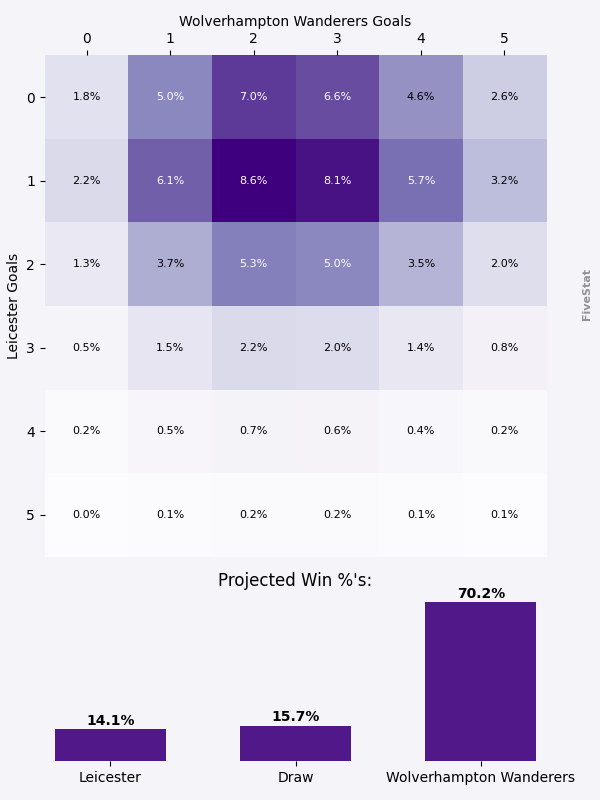 Wolverhampton Wanderers Goals
0 1 2 3 4 5
0 1.8% 5.0% 7.0% 6.6% 4.6% 2.6%
1 2.2% 6.1% 8.6% 8.1% 5.7% 3.2%
2 1.3% 3.7% 5.3% 5.0% 3.5% 2.0%
3 0.5% 1.5% 2.2% 2.0% 1.4% 0.8%
4 0.2% 0.5% 0.7% 0.6% 0.4% 0.2%
5 0.0% 0.1% 0.2% 0.2% 0.1% 0.1%
Leicester Goals
FiveStat
Projected Win %'s:
14.1% 15.7% 70.2%
Leicester Draw Wolverhampton Wanderers